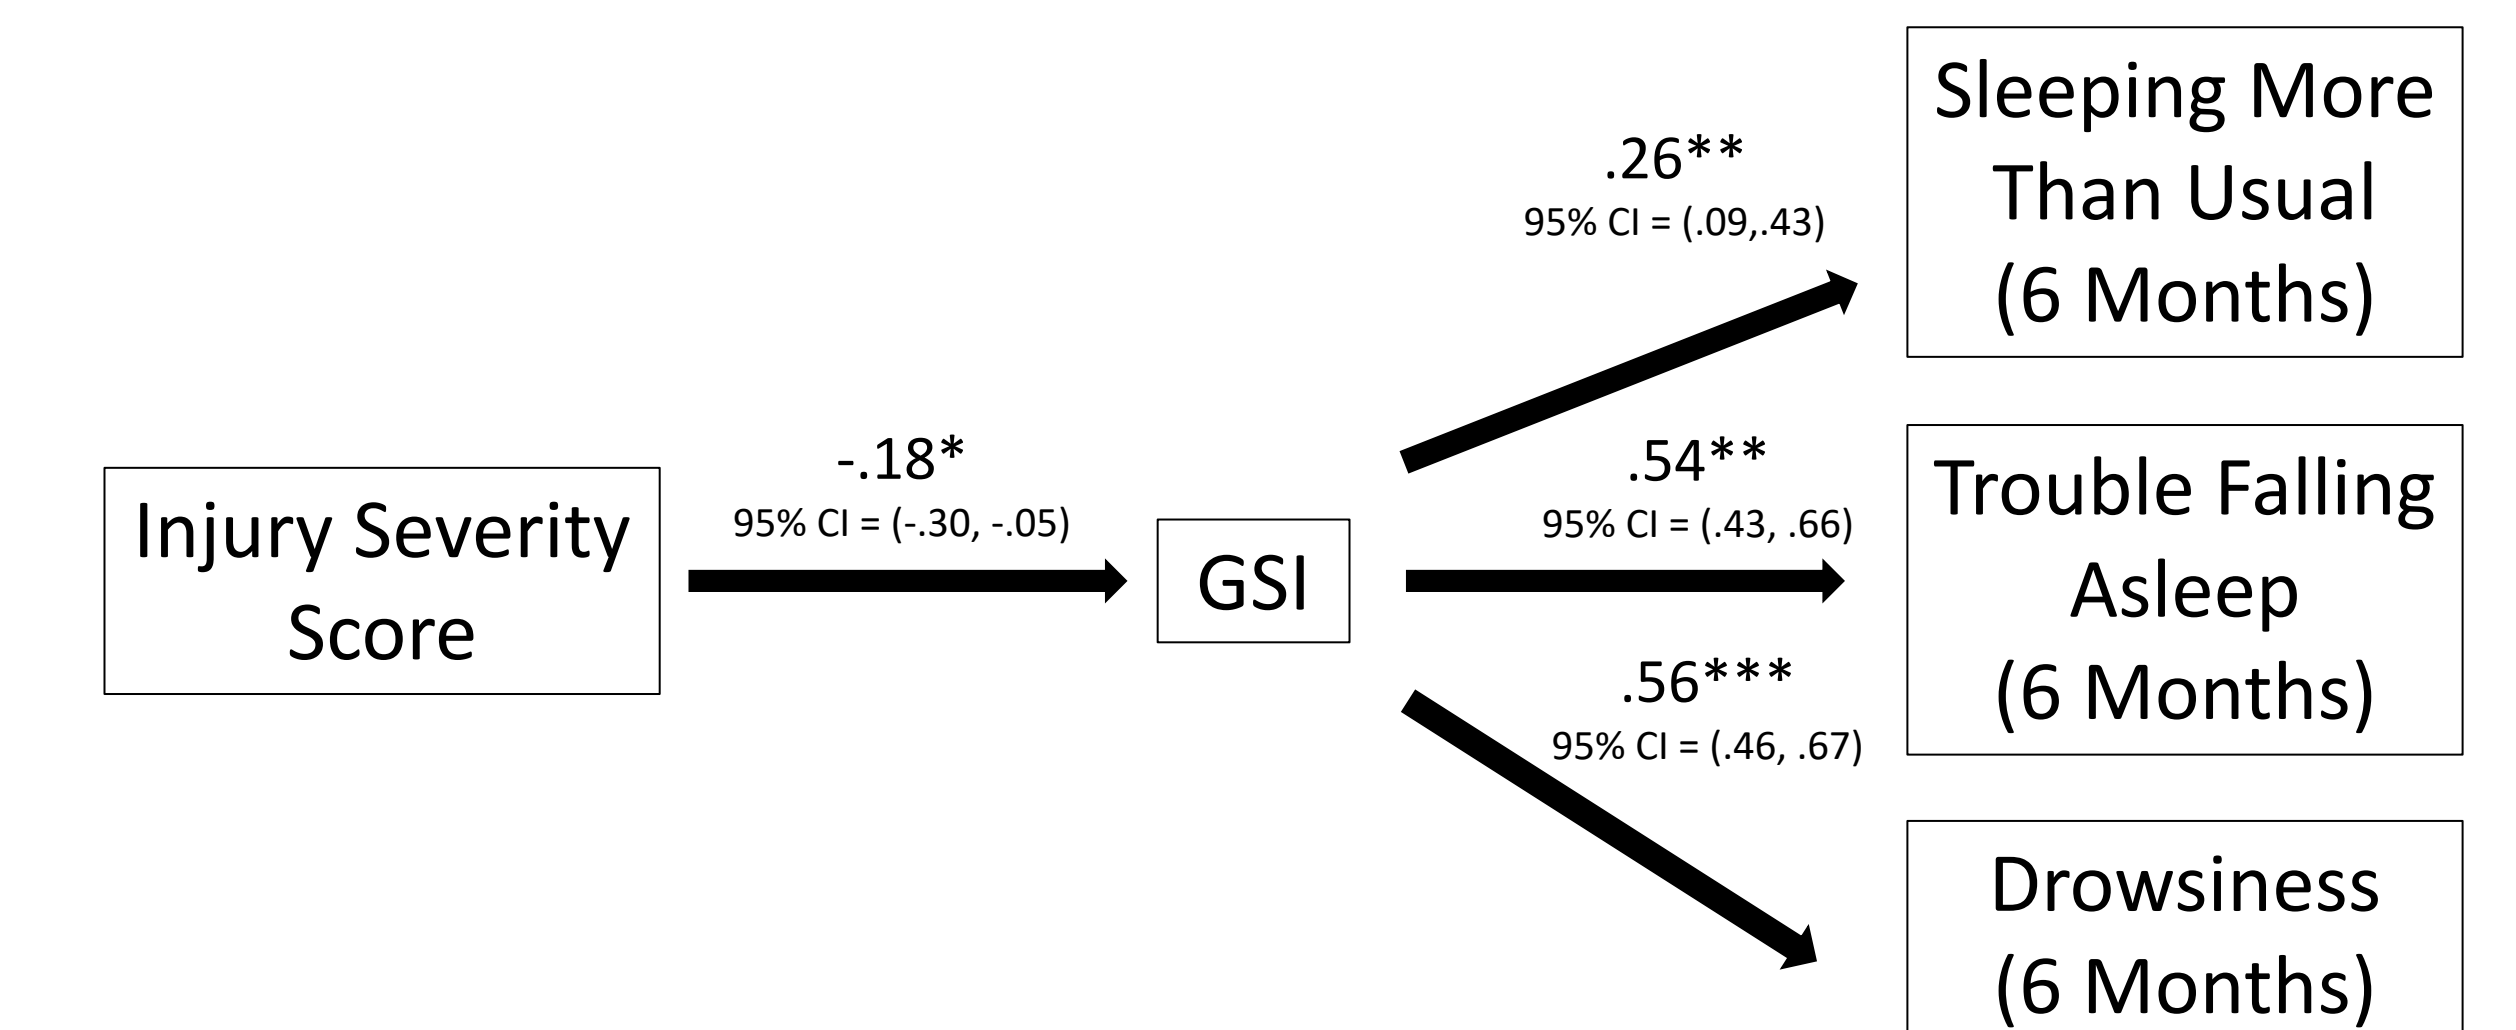 Injury Severity
Score
-.18*
95% CI = (-.30, -.05)
GSI
.26**
95% CI = (.09,.43)
.54**
95% CI = (.43, .66)
.56***
95% CI = (.46, .67)
Sleeping More
Than Usual
(6 Months)
Trouble Falling
Asleep
(6 Months)
Drowsiness
(6 Months)